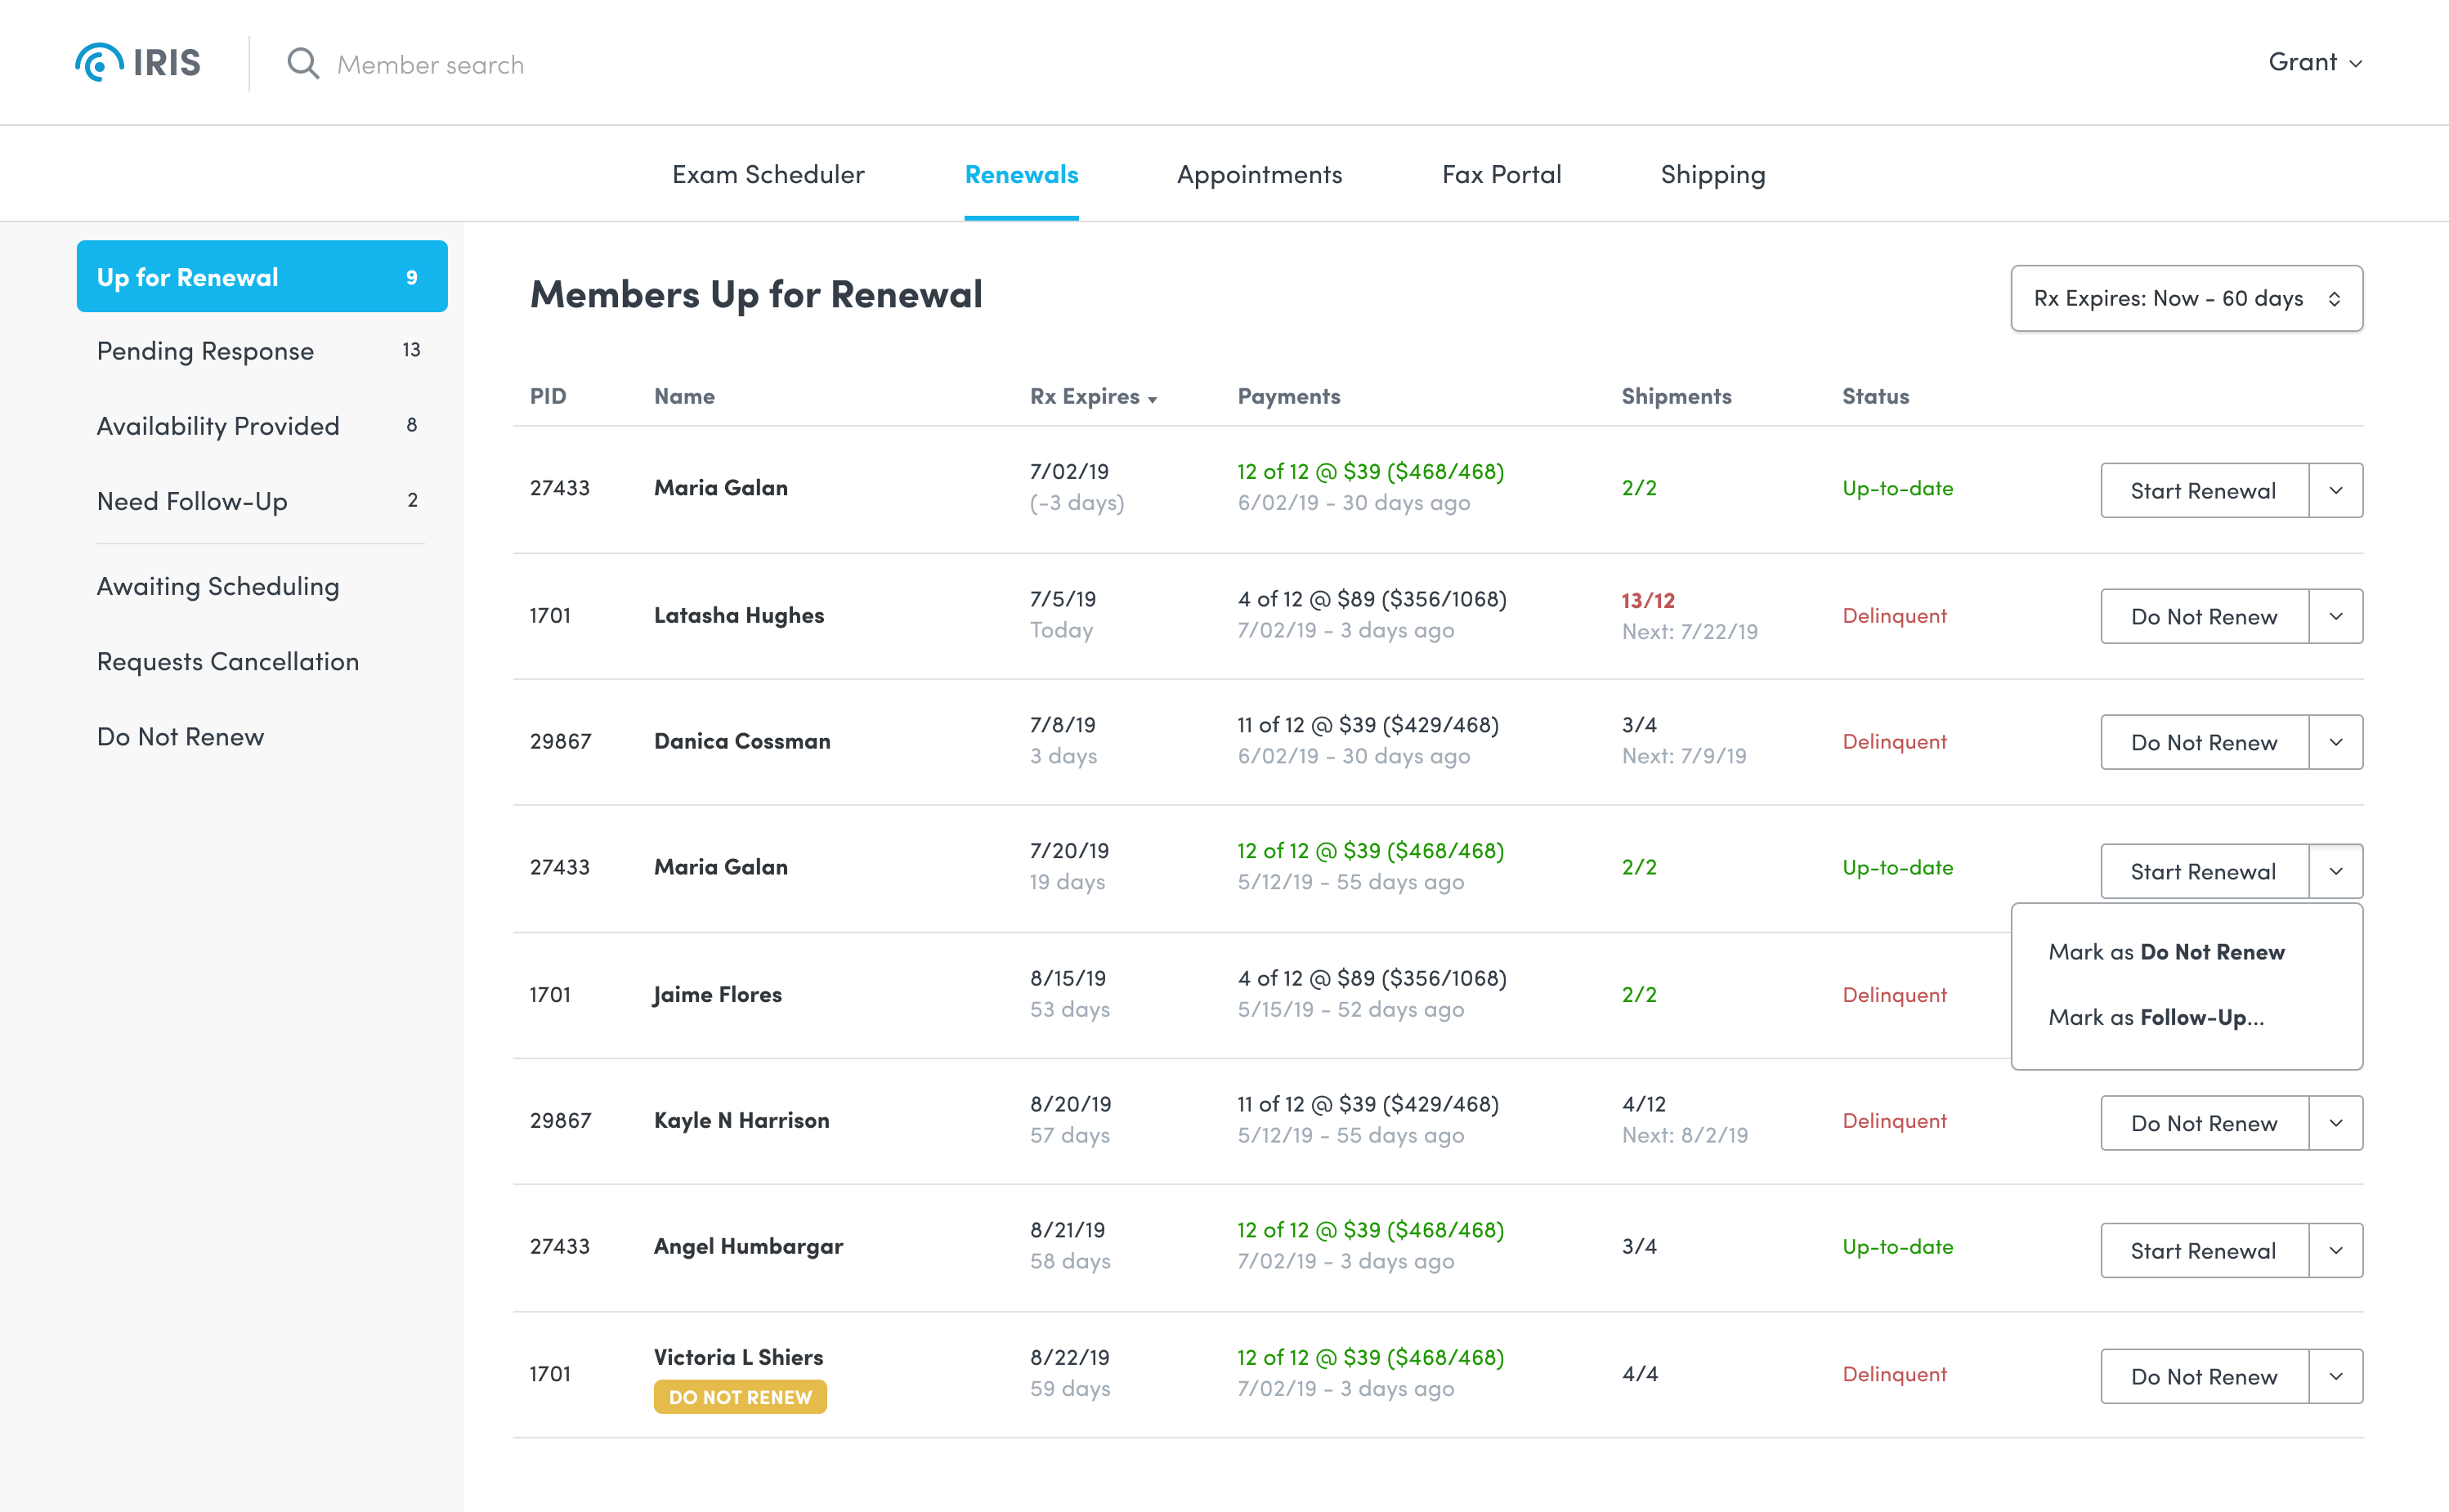 IRIS
Member search
Grant
Exam Scheduler
Renewals
Appointments
Fax Portal
Shipping
Up for Renewal 9
Pending Response 13
Availability Provided 8
Need Follow-Up 2
Awaiting Scheduling
Requests Cancellation
Do Not Renew
Members Up for Renewal
Rx Expires: Now - 60 days
PID Name Rx Expires Payments Shipments Status
27433 Maria Galan 7/02/19 12 of 12 @ $39 ($468/468) 2/2 Up-to-date Start Renewal
(-3 days) 6/02/19 - 30 days ago
1701 Latasha Hughes 7/5/19 4 of 12 @ $89 ($356/1068) 13/12 Delinquent Do Not Renew
Today 7/02/19 - 3 days ago Next: 7/22/19
29867 Danica Cossman 7/8/19 11 of 12 @ $39 ($429/468) 3/4 Delinquent Do Not Renew
3 days 6/02/19 - 30 days ago Next: 7/9/19
27433 Maria Galan 7/20/19 12 of 12 @ $39 ($468/468) 2/2 Up-to-date Start Renewal
19 days 5/12/19 - 55 days ago
Mark as Do Not Renew
Mark as Follow-Up...
1701 Jaime Flores 8/15/19 4 of 12 @ $89 ($356/1068) 2/2 Delinquent
53 days 5/15/19 - 52 days ago
29867 Kayle N Harrison 8/20/19 11 of 12 @ $39 ($429/468) 4/12 Delinquent Do Not Renew
57 days 5/12/19 - 55 days ago Next: 8/2/19
27433 Angel Humbargar 8/21/19 12 of 12 @ $39 ($468/468) 3/4 Up-to-date Start Renewal
58 days 7/02/19 - 3 days ago
1701 Victoria L Shiers 8/22/19 12 of 12 @ $39 ($468/468) 4/4 Delinquent Do Not Renew
DO NOT RENEW 59 days 7/02/19 - 3 days ago